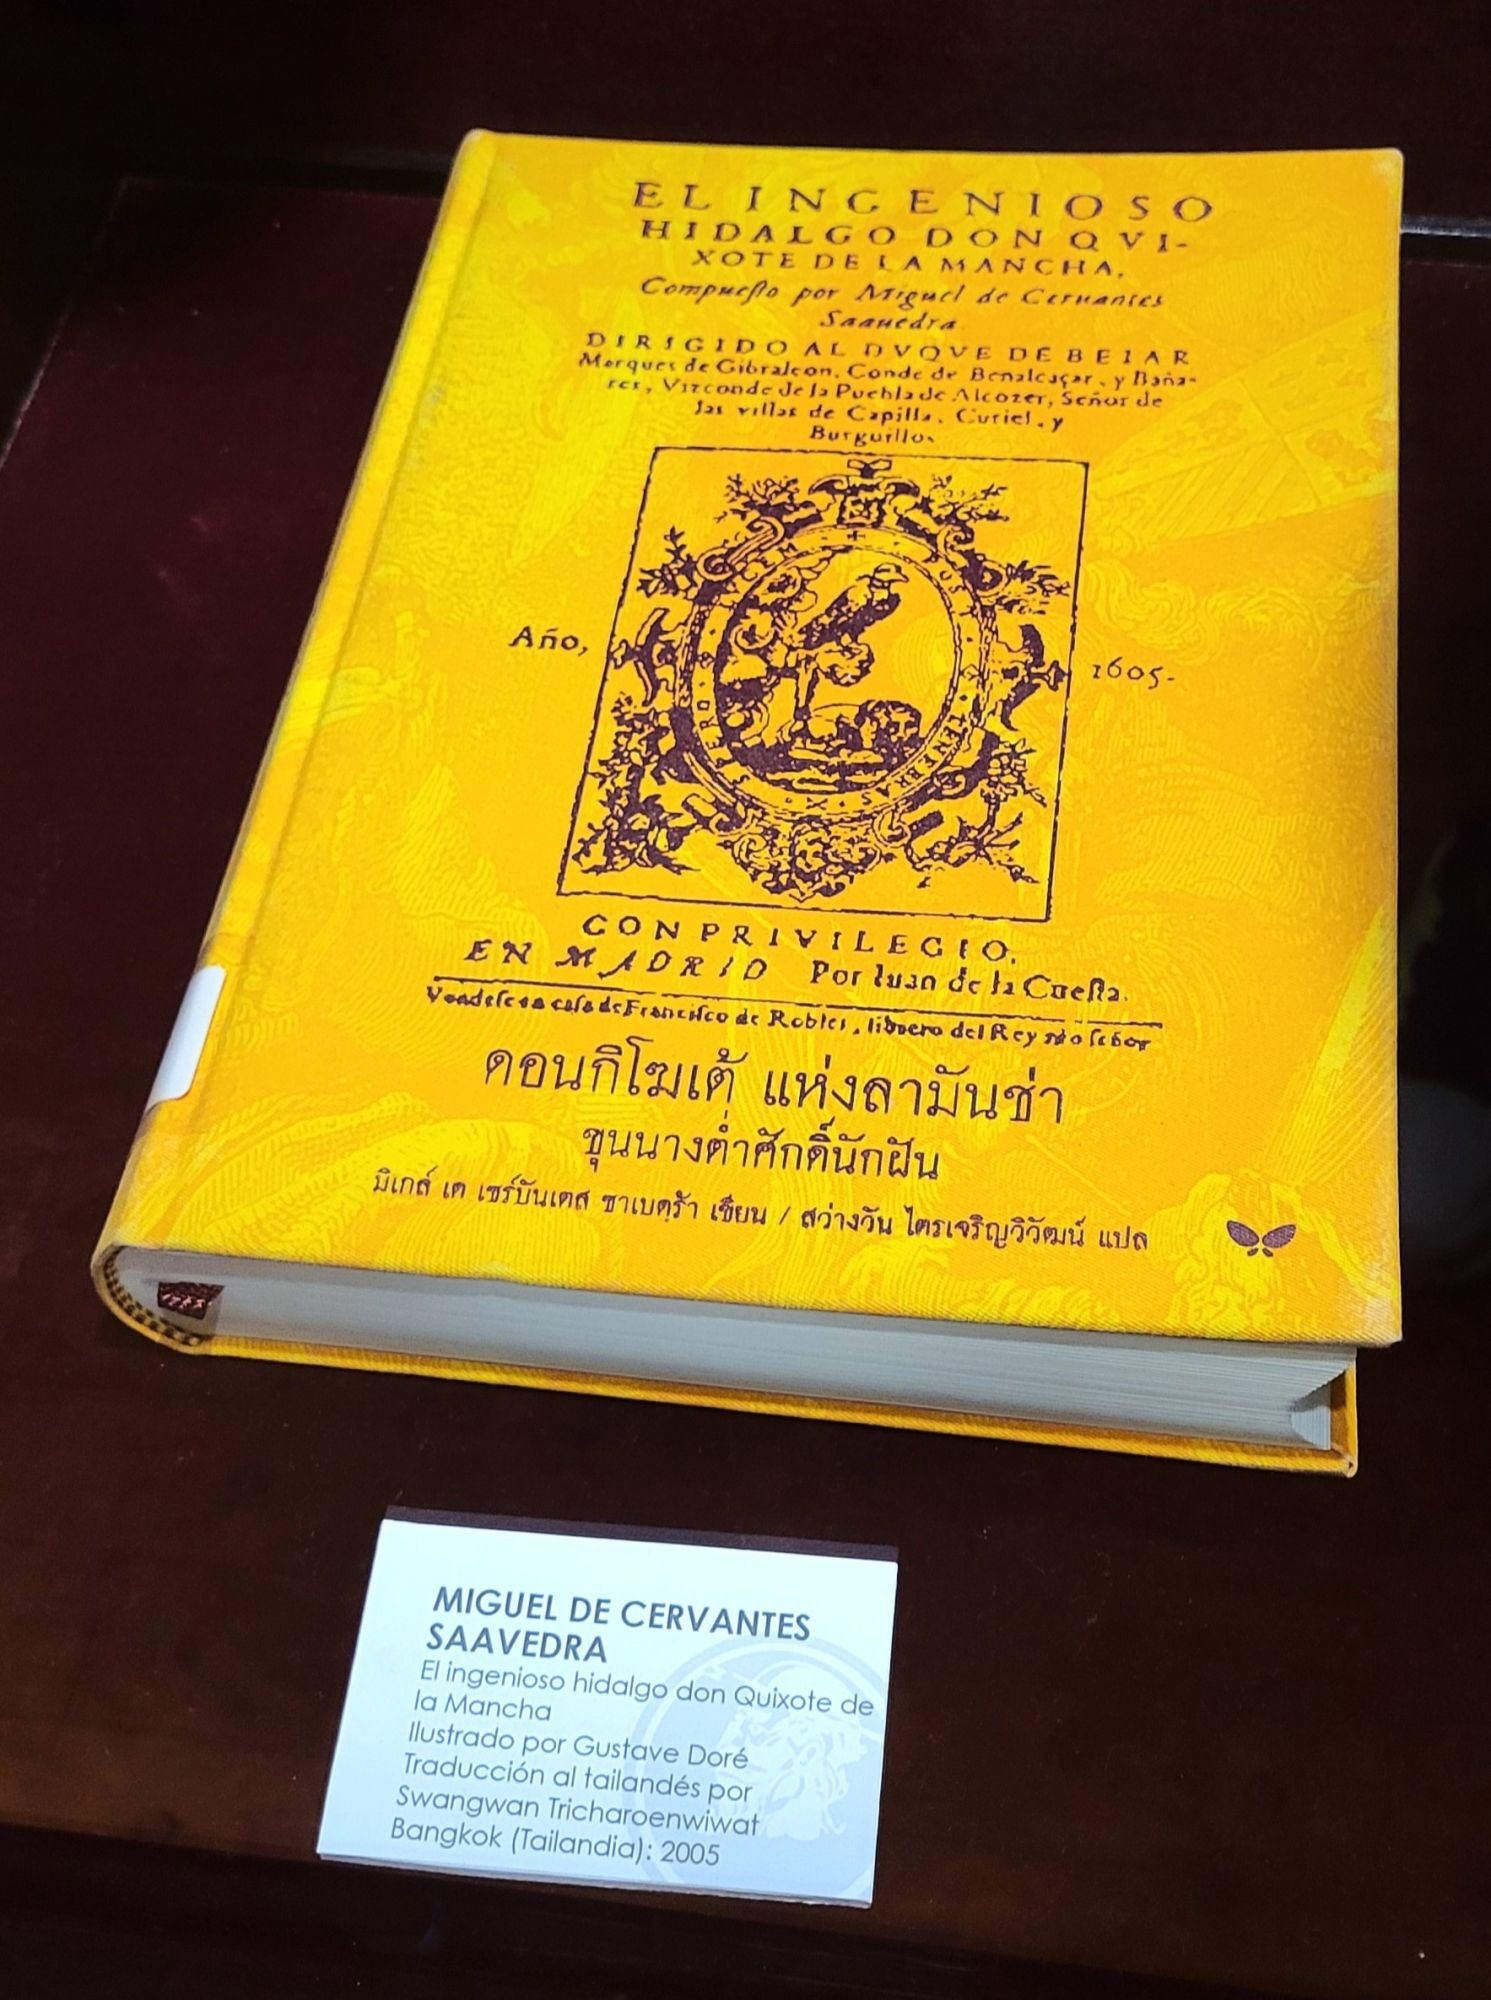 EL INGENIOSO
HIDALGO DON QVI-
XOTE DE LA MANCHA,
Compuesto por Miguel de Ceruantes
Saauedra.
DIRIGIDO AL DVQVE DE BEIAR
Marques de Gibraleon, Conde de Benalcaçar, y Baña-
res, Vizconde de la Puebla de Alcozer, Señor de
las villas de Capilla, Curiel, y
Burguillos
Año,
1605.
CON PRIVILEGIO,
EN MADRID Por Iuan de la Cuesta.
Vendese en casa de Francisco de Robles, librero del Rey nro señor
ดอนกิโฆเต้ แห่งลามันช่า
ขุนนางต่ำศักดิ์นักฝัน
มิเกล์ เด เซร์บันเตส ซาเบดร้า เขียน / สว่างวัน ไตรเจริญวิวัฒน์ แปล
MIGUEL DE CERVANTES
SAAVEDRA
El ingenioso hidalgo don Quixote de
la Mancha
Ilustrado por Gustave Doré
Traducción al tailandés por
Swangwan Tricharoenwiwat
Bangkok (Tailandia): 2005